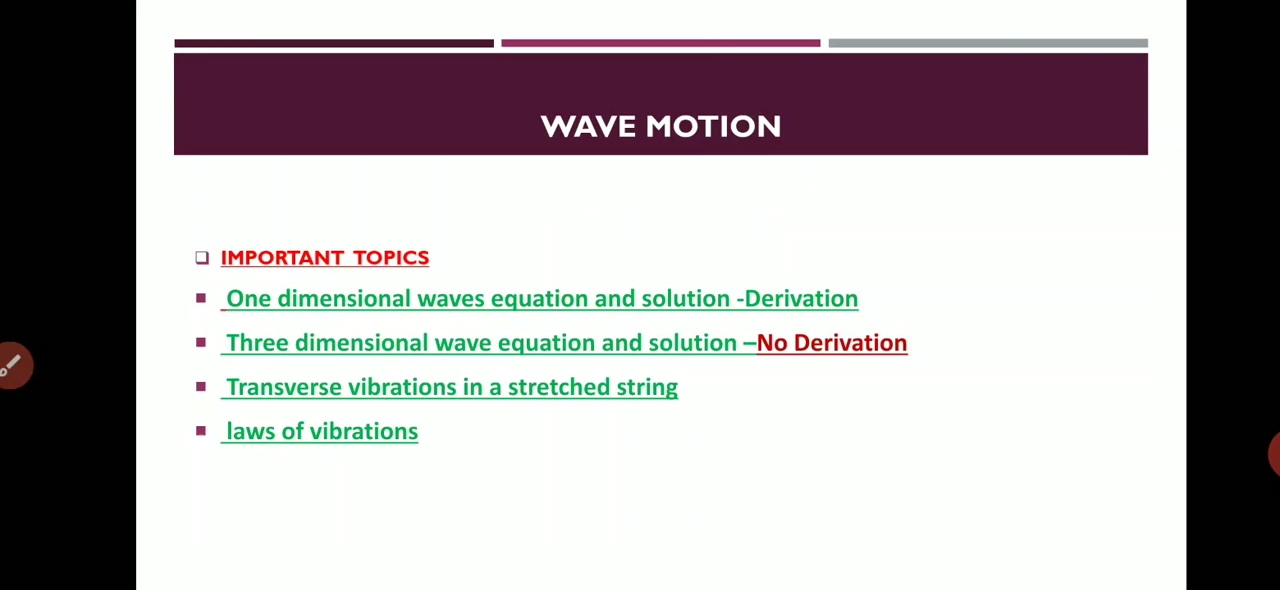 WAVE MOTION
IMPORTANT TOPICS
One dimensional waves equation and solution -Derivation
Three dimensional wave equation and solution –No Derivation
Transverse vibrations in a stretched string
laws of vibrations